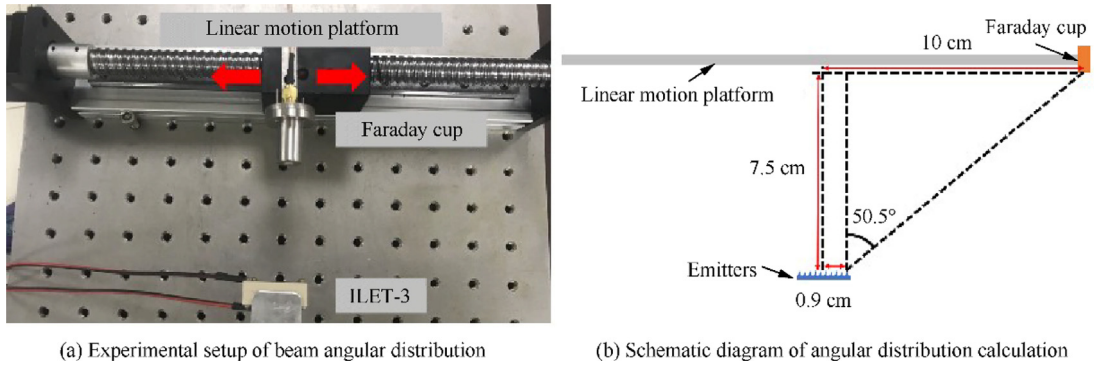 Linear motion platform
Faraday cup
ILET-3
(a) Experimental setup of beam angular distribution
Faraday cup
10 cm
Linear motion platform
7.5 cm
50.5°
Emitters
0.9 cm
(b) Schematic diagram of angular distribution calculation